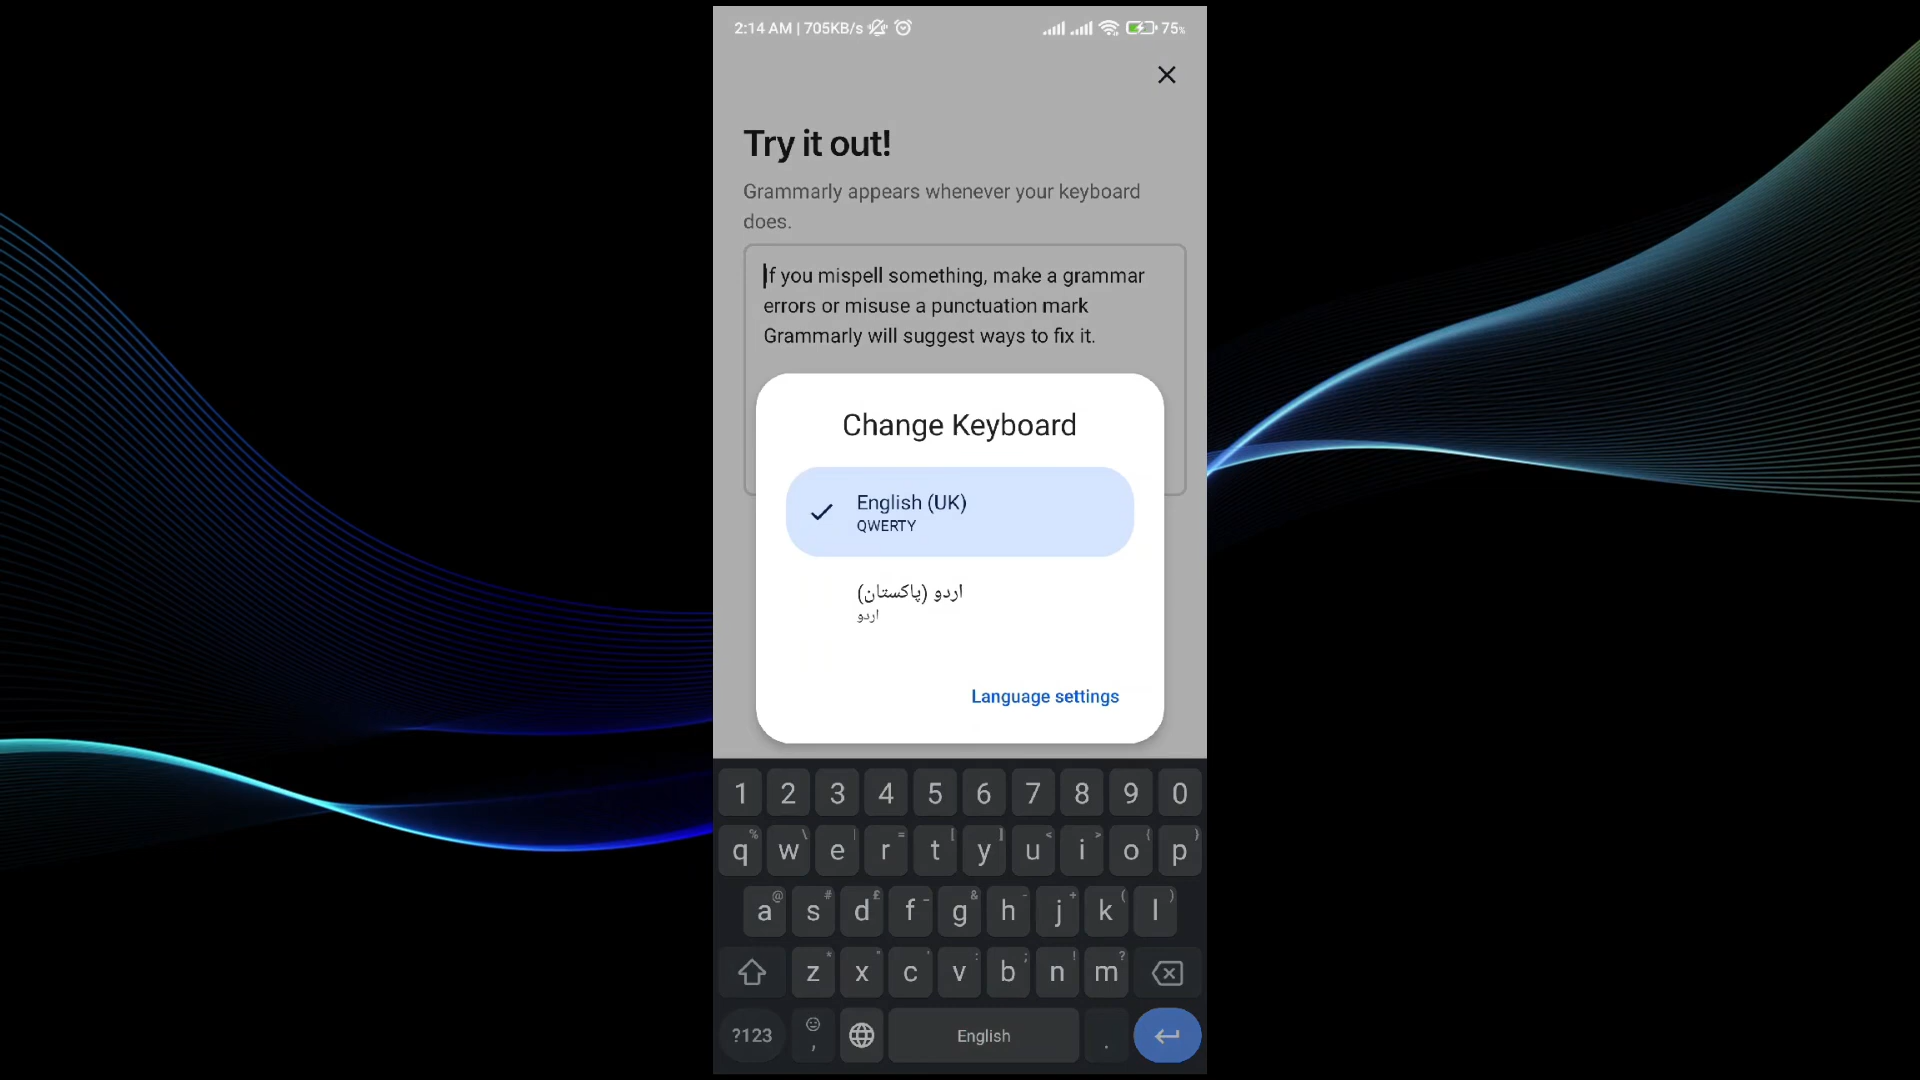 2:14 AM | 705KB/s 75%
Try it out!
Grammarly appears whenever your keyboard
does.
If you mispell something, make a grammar
errors or misuse a punctuation mark
Grammarly will suggest ways to fix it.
Change Keyboard
English (UK)
QWERTY
اردو (پاکستان)
اردو
Language settings
1 2 3 4 5 6 7 8 9 0
% \ | = [ ] < > { }
q w e r t y u i o p
@ # £ _ & - + ( )
a s d f g h j k l
* " ' : ; ! ?
z x c v b n m
?123 , English .